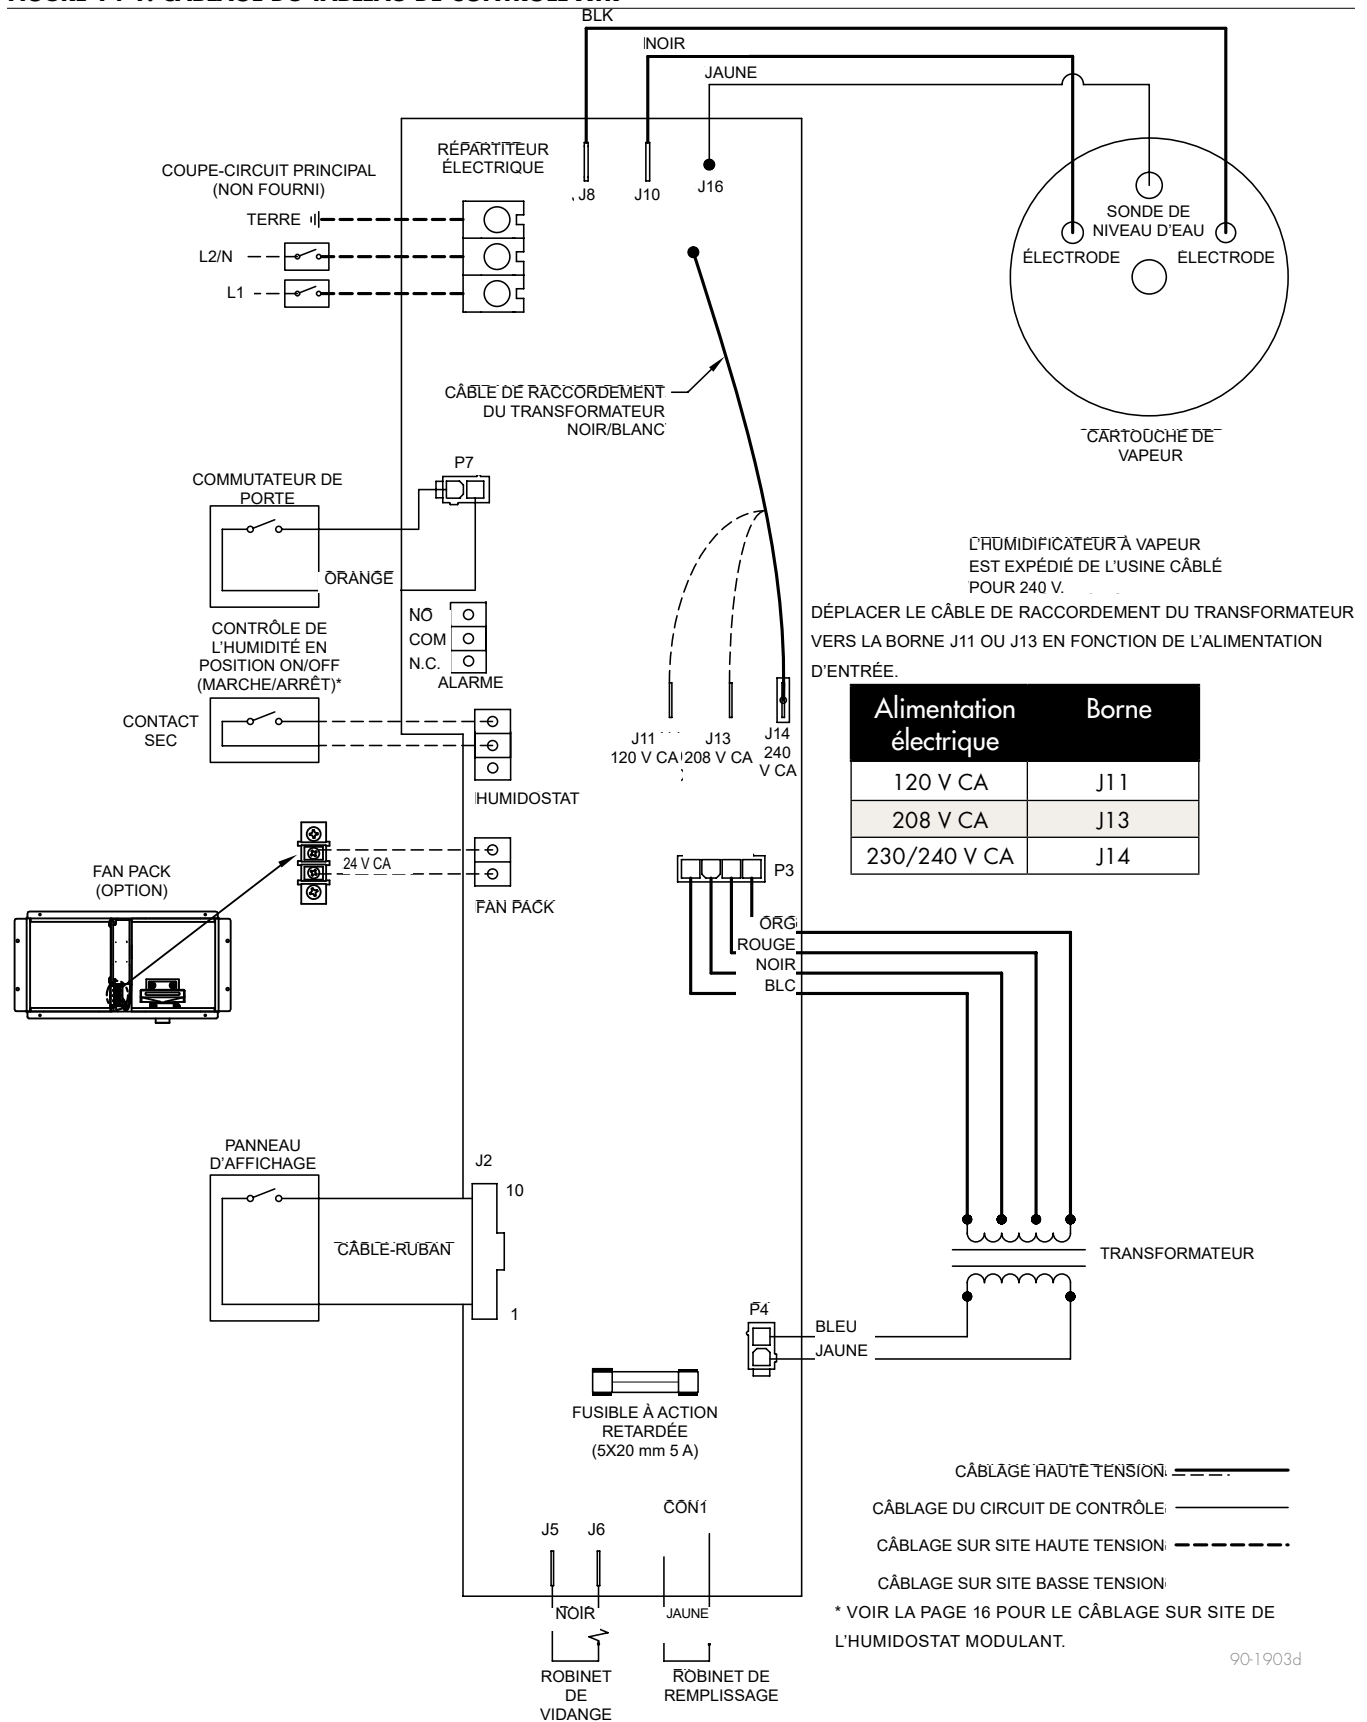 BLK
NOIR
JAUNE
RÉPARTITEUR
ÉLECTRIQUE
COUPE-CIRCUIT PRINCIPAL
(NON FOURNI)
TERRE
L2/N
L1
J8
J10
J16
SONDE DE
NIVEAU D'EAU
ÉLECTRODE
ÉLECTRODE
CARTOUCHE DE
VAPEUR
CÂBLE DE RACCORDEMENT
DU TRANSFORMATEUR
NOIR/BLANC
P7
COMMUTATEUR DE
PORTE
ORANGE
L'HUMIDIFICATEUR À VAPEUR
EST EXPÉDIÉ DE L'USINE CÂBLÉ
POUR 240 V.
DÉPLACER LE CÂBLE DE RACCORDEMENT DU TRANSFORMATEUR
VERS LA BORNE J11 OU J13 EN FONCTION DE L'ALIMENTATION
D'ENTRÉE.
NO
COM
N.C.
ALARME
CONTRÔLE DE
L'HUMIDITÉ EN
POSITION ON/OFF
(MARCHE/ARRÊT)*
CONTACT
SEC
HUMIDOSTAT
J11
120 V CA
J13
208 V CA
J14
240
V CA
Alimentation
électrique
Borne
120 V CA J11
208 V CA J13
230/240 V CA J14
24 V CA
FAN PACK
(OPTION)
FAN PACK
P3
ORG
ROUGE
NOIR
BLC
PANNEAU
D'AFFICHAGE
J2
10
CÂBLE-RUBAN
1
TRANSFORMATEUR
P4
BLEU
JAUNE
FUSIBLE À ACTION
RETARDÉE
(5X20 mm 5 A)
CON1
J5
J6
NOIR
JAUNE
ROBINET
DE
VIDANGE
ROBINET DE
REMPLISSAGE
CÂBLAGE HAUTE TENSION
CÂBLAGE DU CIRCUIT DE CONTRÔLE
CÂBLAGE SUR SITE HAUTE TENSION
CÂBLAGE SUR SITE BASSE TENSION
* VOIR LA PAGE 16 POUR LE CÂBLAGE SUR SITE DE
L'HUMIDOSTAT MODULANT.
90-1903d